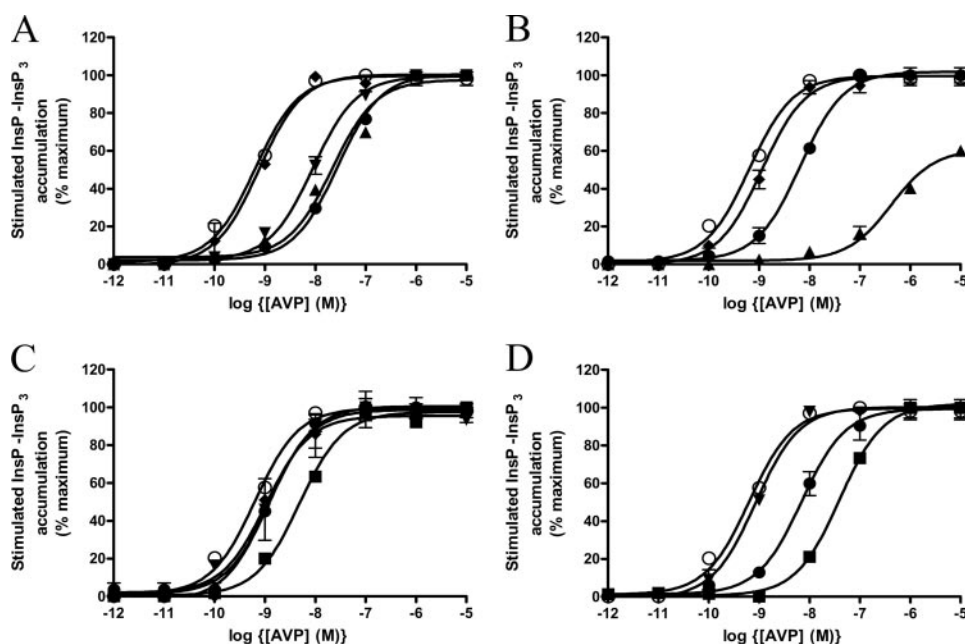 A
120
100
80
60
40
20
0
Stimulated InsP -InsP3
accumulation
(% maximum)
-12 -11 -10 -9 -8 -7 -6 -5
log {[AVP] (M)}
B
120
100
80
60
40
20
0
Stimulated InsP -InsP3
accumulation
(% maximum)
-12 -11 -10 -9 -8 -7 -6 -5
log {[AVP] (M)}
C
120
100
80
60
40
20
0
Stimulated InsP -InsP3
accumulation
(% maximum)
-12 -11 -10 -9 -8 -7 -6 -5
log {[AVP] (M)}
D
120
100
80
60
40
20
0
Stimulated InsP -InsP3
accumulation
(% maximum)
-12 -11 -10 -9 -8 -7 -6 -5
log {[AVP] (M)}